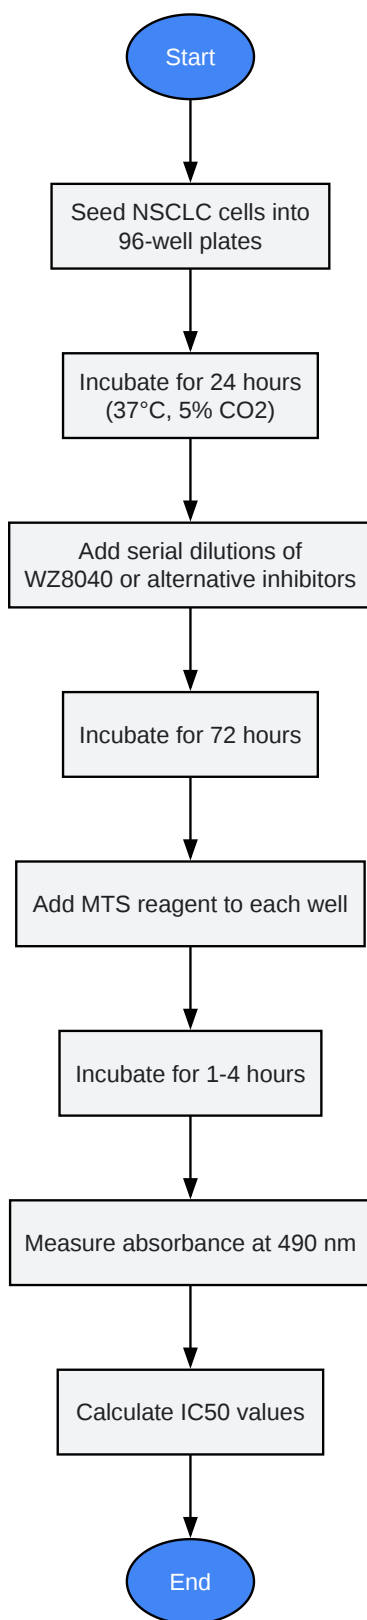 Start
Seed NSCLC cells into
96-well plates
Incubate for 24 hours
(37°C, 5% CO2)
Add serial dilutions of
WZ8040 or alternative inhibitors
Incubate for 72 hours
Add MTS reagent to each well
Incubate for 1-4 hours
Measure absorbance at 490 nm
Calculate IC50 values
End